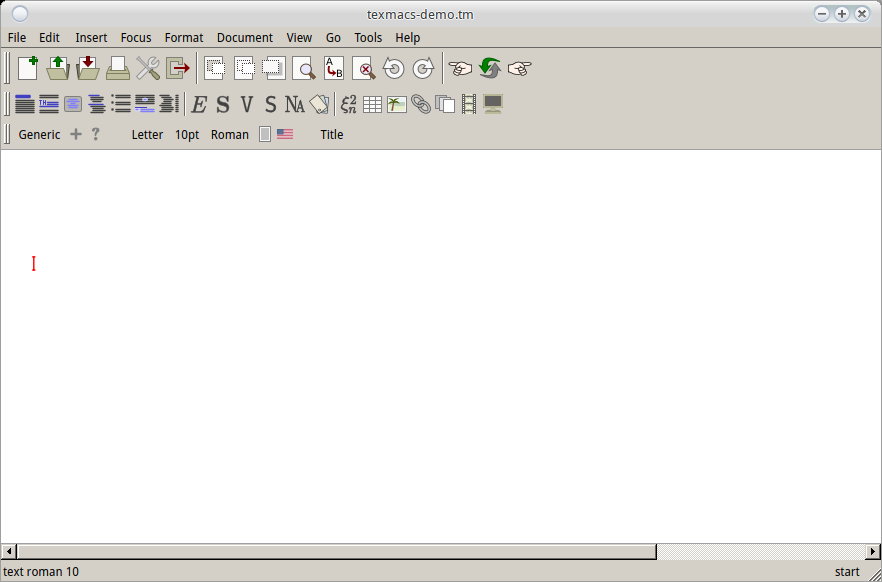 texmacs-demo.tm
File Edit Insert Focus Format Document View Go Tools Help
E S V S NA ξ2n
Generic + ? Letter 10pt Roman Title
text roman 10 start